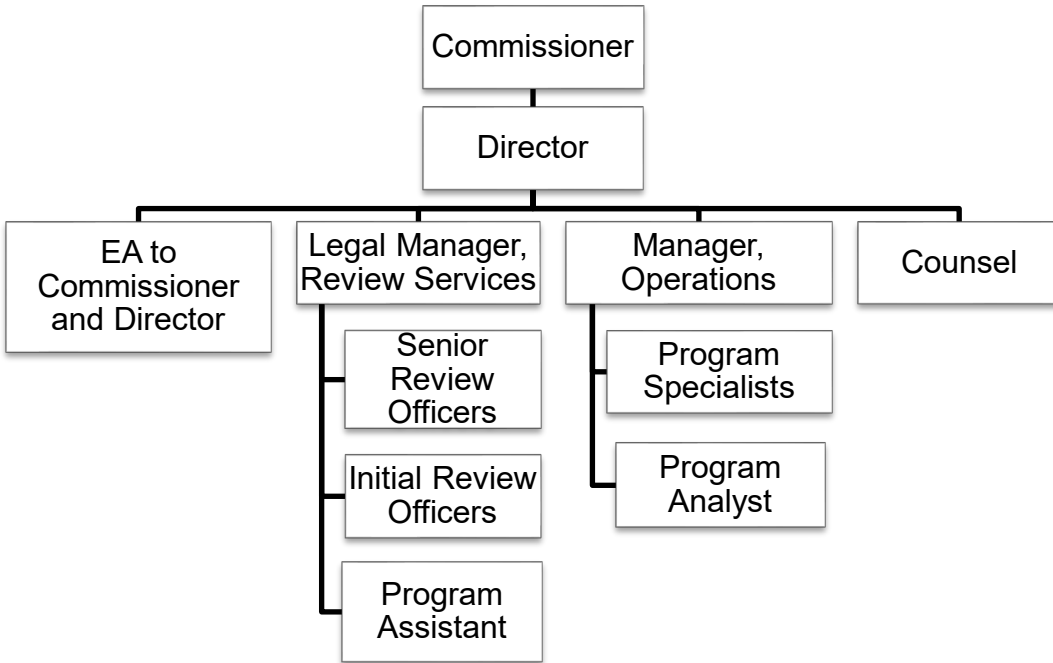 Commissioner
Director
EA to
Commissioner
and Director
Legal Manager,
Review Services
Manager,
Operations
Counsel
Senior
Review
Officers
Initial Review
Officers
Program
Assistant
Program
Specialists
Program
Analyst